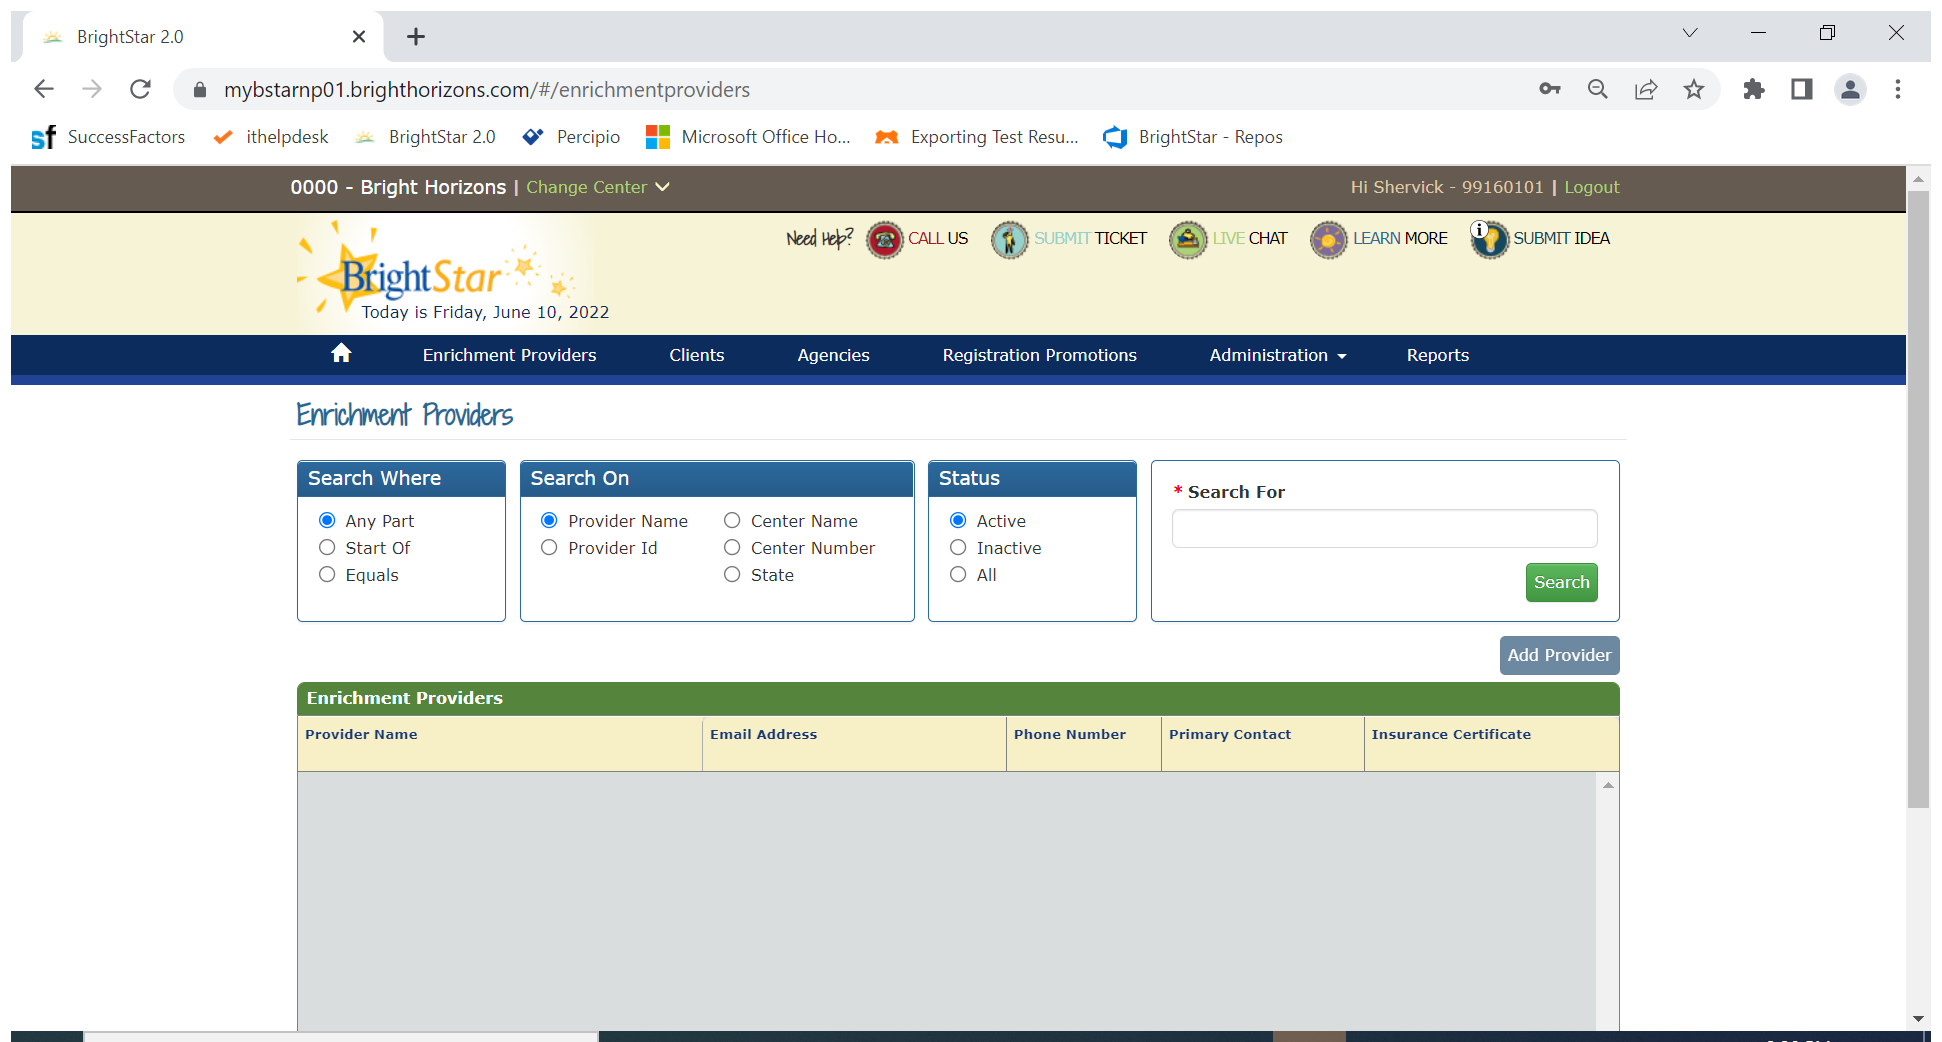 BrightStar 2.0
mybstarnp01.brighthorizons.com/#/enrichmentproviders
sf SuccessFactors ithelpdesk BrightStar 2.0 Percipio Microsoft Office Ho... Exporting Test Resu... BrightStar - Repos
0000 - Bright Horizons | Change Center Hi Shervick - 99160101 | Logout
Need Help? CALL US SUBMIT TICKET LIVE CHAT LEARN MORE SUBMIT IDEA
BrightStar
Today is Friday, June 10, 2022
Enrichment Providers Clients Agencies Registration Promotions Administration Reports
Enrichment Providers
Search Where Search On Status
* Search For
Any Part Provider Name Center Name Active
Start Of Provider Id Center Number Inactive
Equals State All
Search
Add Provider
Enrichment Providers
Provider Name Email Address Phone Number Primary Contact Insurance Certificate